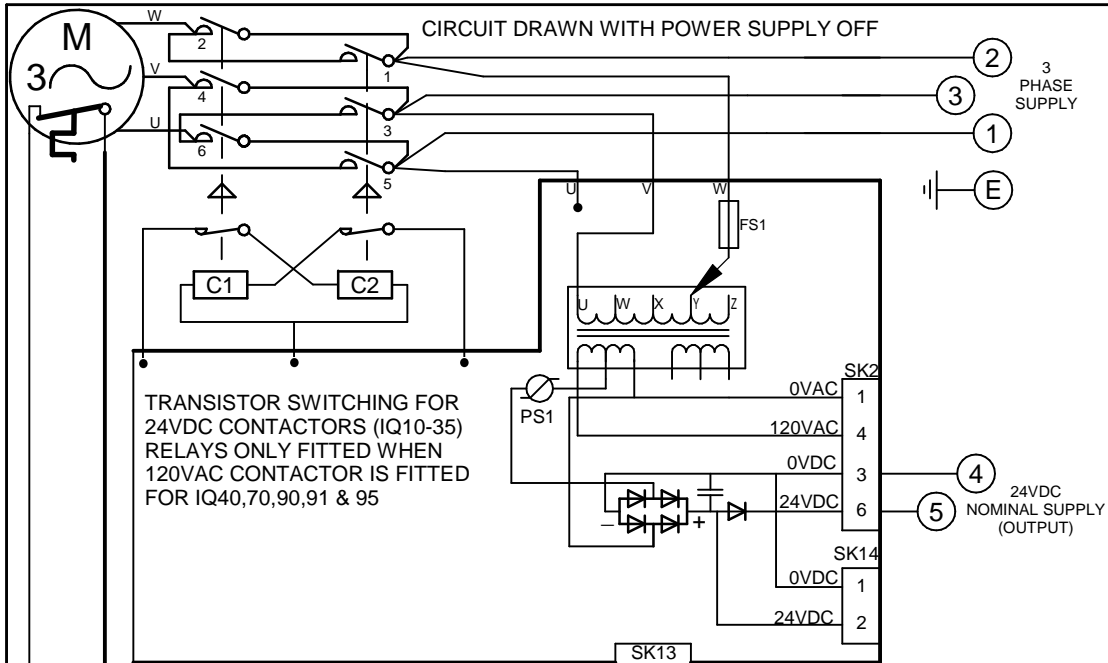 CIRCUIT DRAWN WITH POWER SUPPLY OFF
W
M
3
V
U
2
1
4
3
6
5
2
3
1
E
3
PHASE
SUPPLY
U
V
W
FS1
C1
C2
U
W
X
Y
Z
TRANSISTOR SWITCHING FOR
24VDC CONTACTORS (IQ10-35)
RELAYS ONLY FITTED WHEN
120VAC CONTACTOR IS FITTED
FOR IQ40,70,90,91 & 95
PS1
SK2
0VAC
1
120VAC
4
0VDC
3
24VDC
6
4
5
24VDC
NOMINAL SUPPLY
(OUTPUT)
–
+
SK14
0VDC
1
24VDC
2
SK13